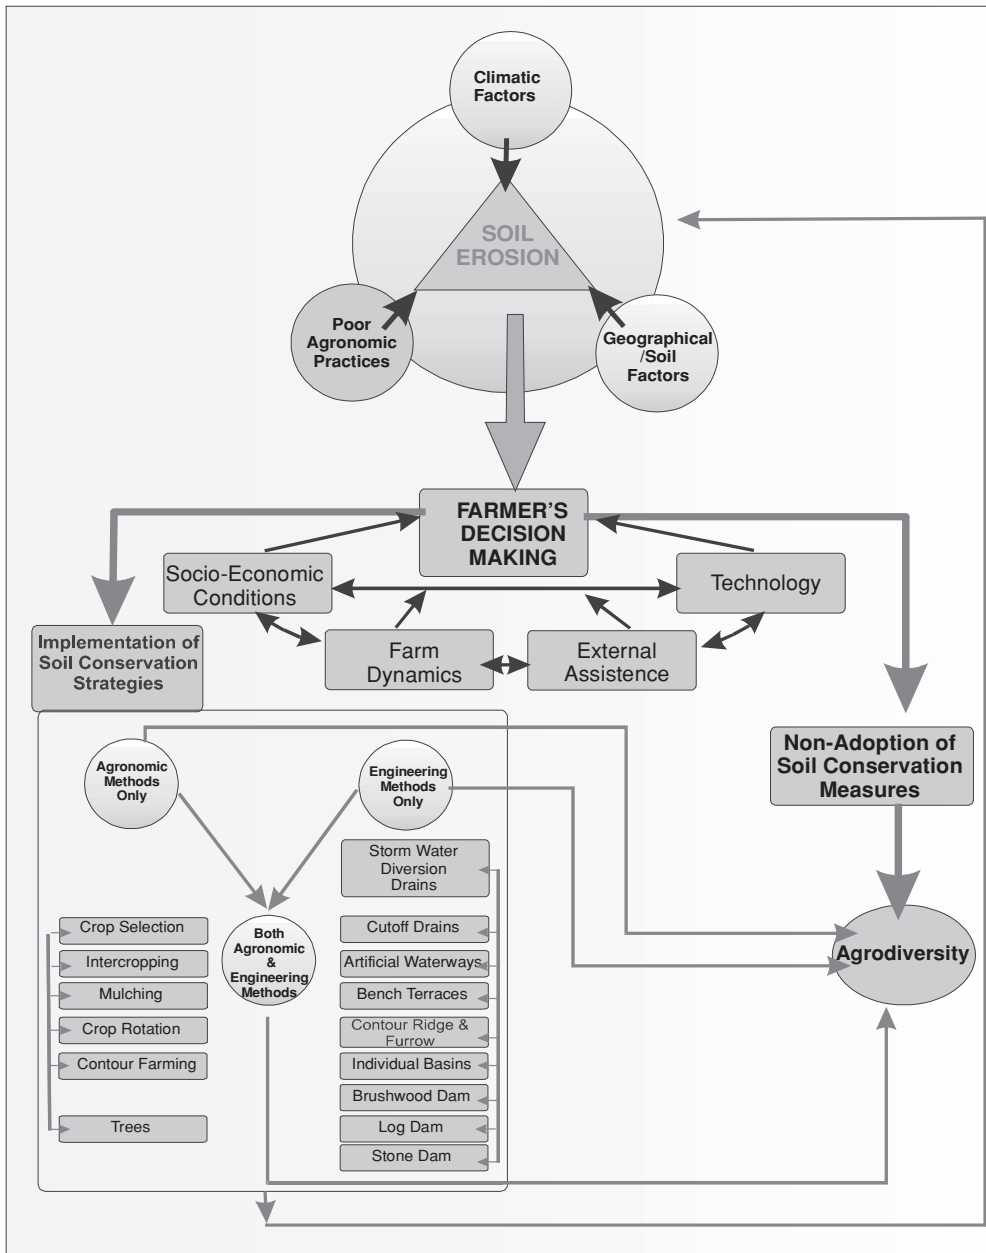 Climatic
Factors
SOIL
EROSION
Poor
Agronomic
Practices
Geographical
/Soil
Factors
FARMER'S
DECISION
MAKING
Socio-Economic
Conditions
Technology
Implementation of
Soil Conservation
Strategies
Farm
Dynamics
External
Assistence
Non-Adoption of
Soil Conservation
Measures
Agronomic
Methods
Only
Engineering
Methods
Only
Storm Water
Diversion
Drains
Crop Selection
Intercropping
Mulching
Crop Rotation
Contour Farming
Trees
Both
Agronomic
&
Engineering
Methods
Cutoff Drains
Artificial Waterways
Bench Terraces
Contour Ridge &
Furrow
Individual Basins
Brushwood Dam
Log Dam
Stone Dam
Agrodiversity